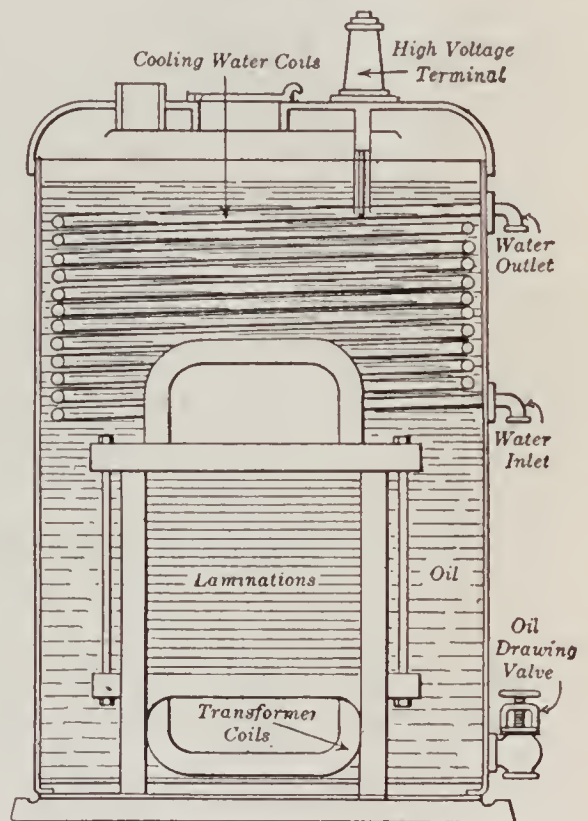 Cooling Water Coils
High Voltage
Terminal
Water
Outlet
Water
Inlet
Laminations
Oil
Oil
Drawing
Valve
Transformer
Coils